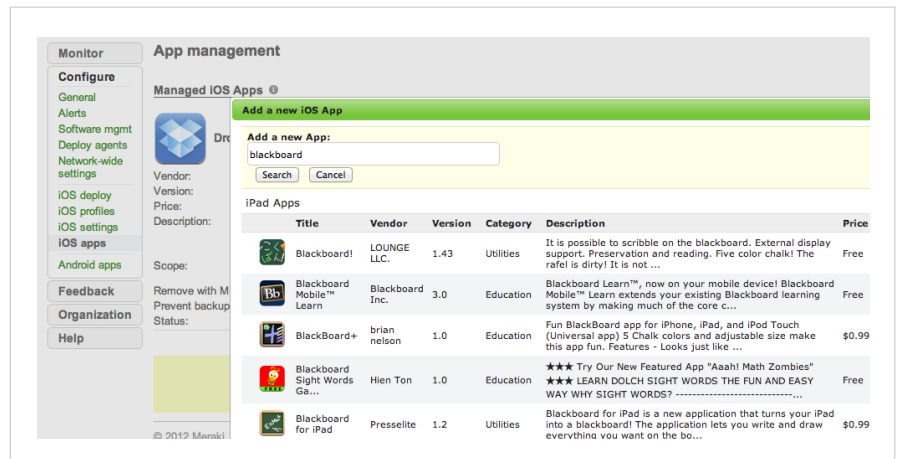 Monitor
Configure
General
Alerts
Software mgmt
Deploy agents
Network-wide
settings
iOS deploy
iOS profiles
iOS settings
iOS apps
Android apps
Feedback
Organization
Help
App management
Managed iOS Apps
Dro
Vendor:
Version:
Price:
Description:
Scope:
Remove with M
Prevent backup
Status:
© 2012 Meraki
Add a new iOS App
Add a new App:
blackboard
Search Cancel
iPad Apps
Title Vendor Version Category Description Price
Blackboard! LOUNGE LLC. 1.43 Utilities It is possible to scribble on the blackboard. External display
support. Preservation and reading. Five color chalk! The
rafel is dirty! It is not ... Free
Bb
Blackboard Mobile™ Learn Blackboard Inc. 3.0 Education Blackboard Learn™, now on your mobile device! Blackboard
Mobile™ Learn extends your existing Blackboard learning
system by making much of the core c... Free
BlackBoard+ brian nelson 1.0 Education Fun BlackBoard app for iPhone, iPad, and iPod Touch
(Universal app) 5 Chalk colors and adjustable size make
this app fun. Features - Looks just like ... $0.99
FREE
Blackboard Sight Words Ga... Hien Ton 1.0 Education ★★★ Try Our New Featured App "Aaah! Math Zombies"
★★★ LEARN DOLCH SIGHT WORDS THE FUN AND EASY
WAY WHY SIGHT WORDS? ----------------------------... Free
Blackboard for iPad Presselite 1.2 Utilities Blackboard for iPad is a new application that turns your iPad
into a blackboard! The application lets you write and draw
everything you want on the bo... $0.99